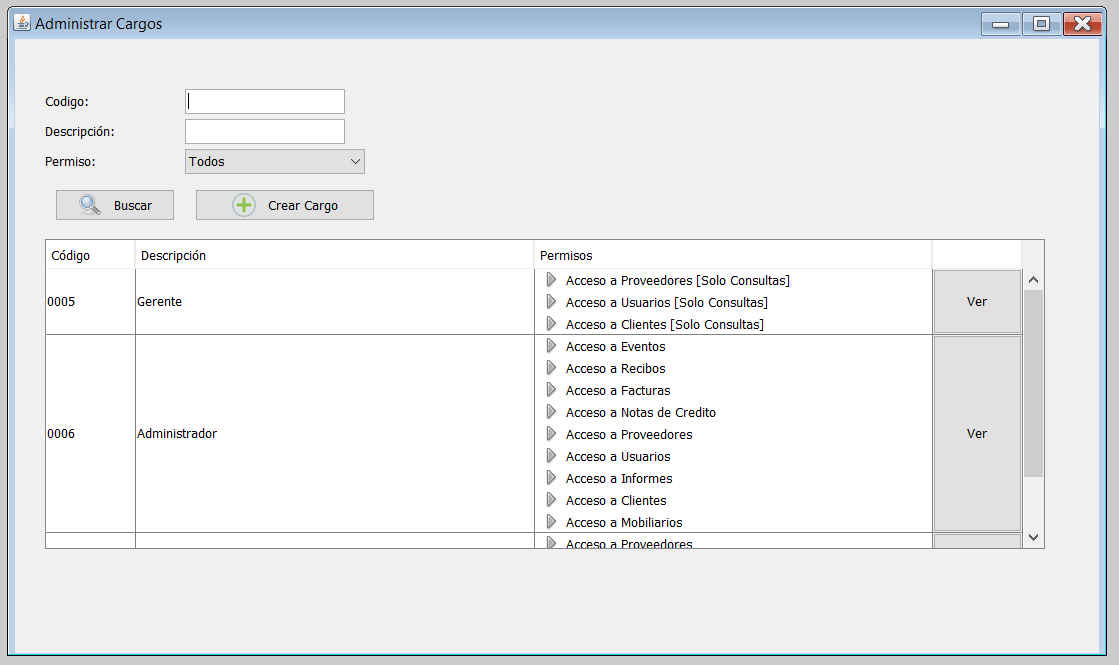 Administrar Cargos
Codigo:
Descripción:
Permiso: Todos
Buscar Crear Cargo
Código Descripción Permisos
Acceso a Proveedores [Solo Consultas]
0005 Gerente Acceso a Usuarios [Solo Consultas] Ver
Acceso a Clientes [Solo Consultas]
Acceso a Eventos
Acceso a Recibos
Acceso a Facturas
Acceso a Notas de Credito
0006 Administrador Acceso a Proveedores Ver
Acceso a Usuarios
Acceso a Informes
Acceso a Clientes
Acceso a Mobiliarios
Acceso a Proveedores